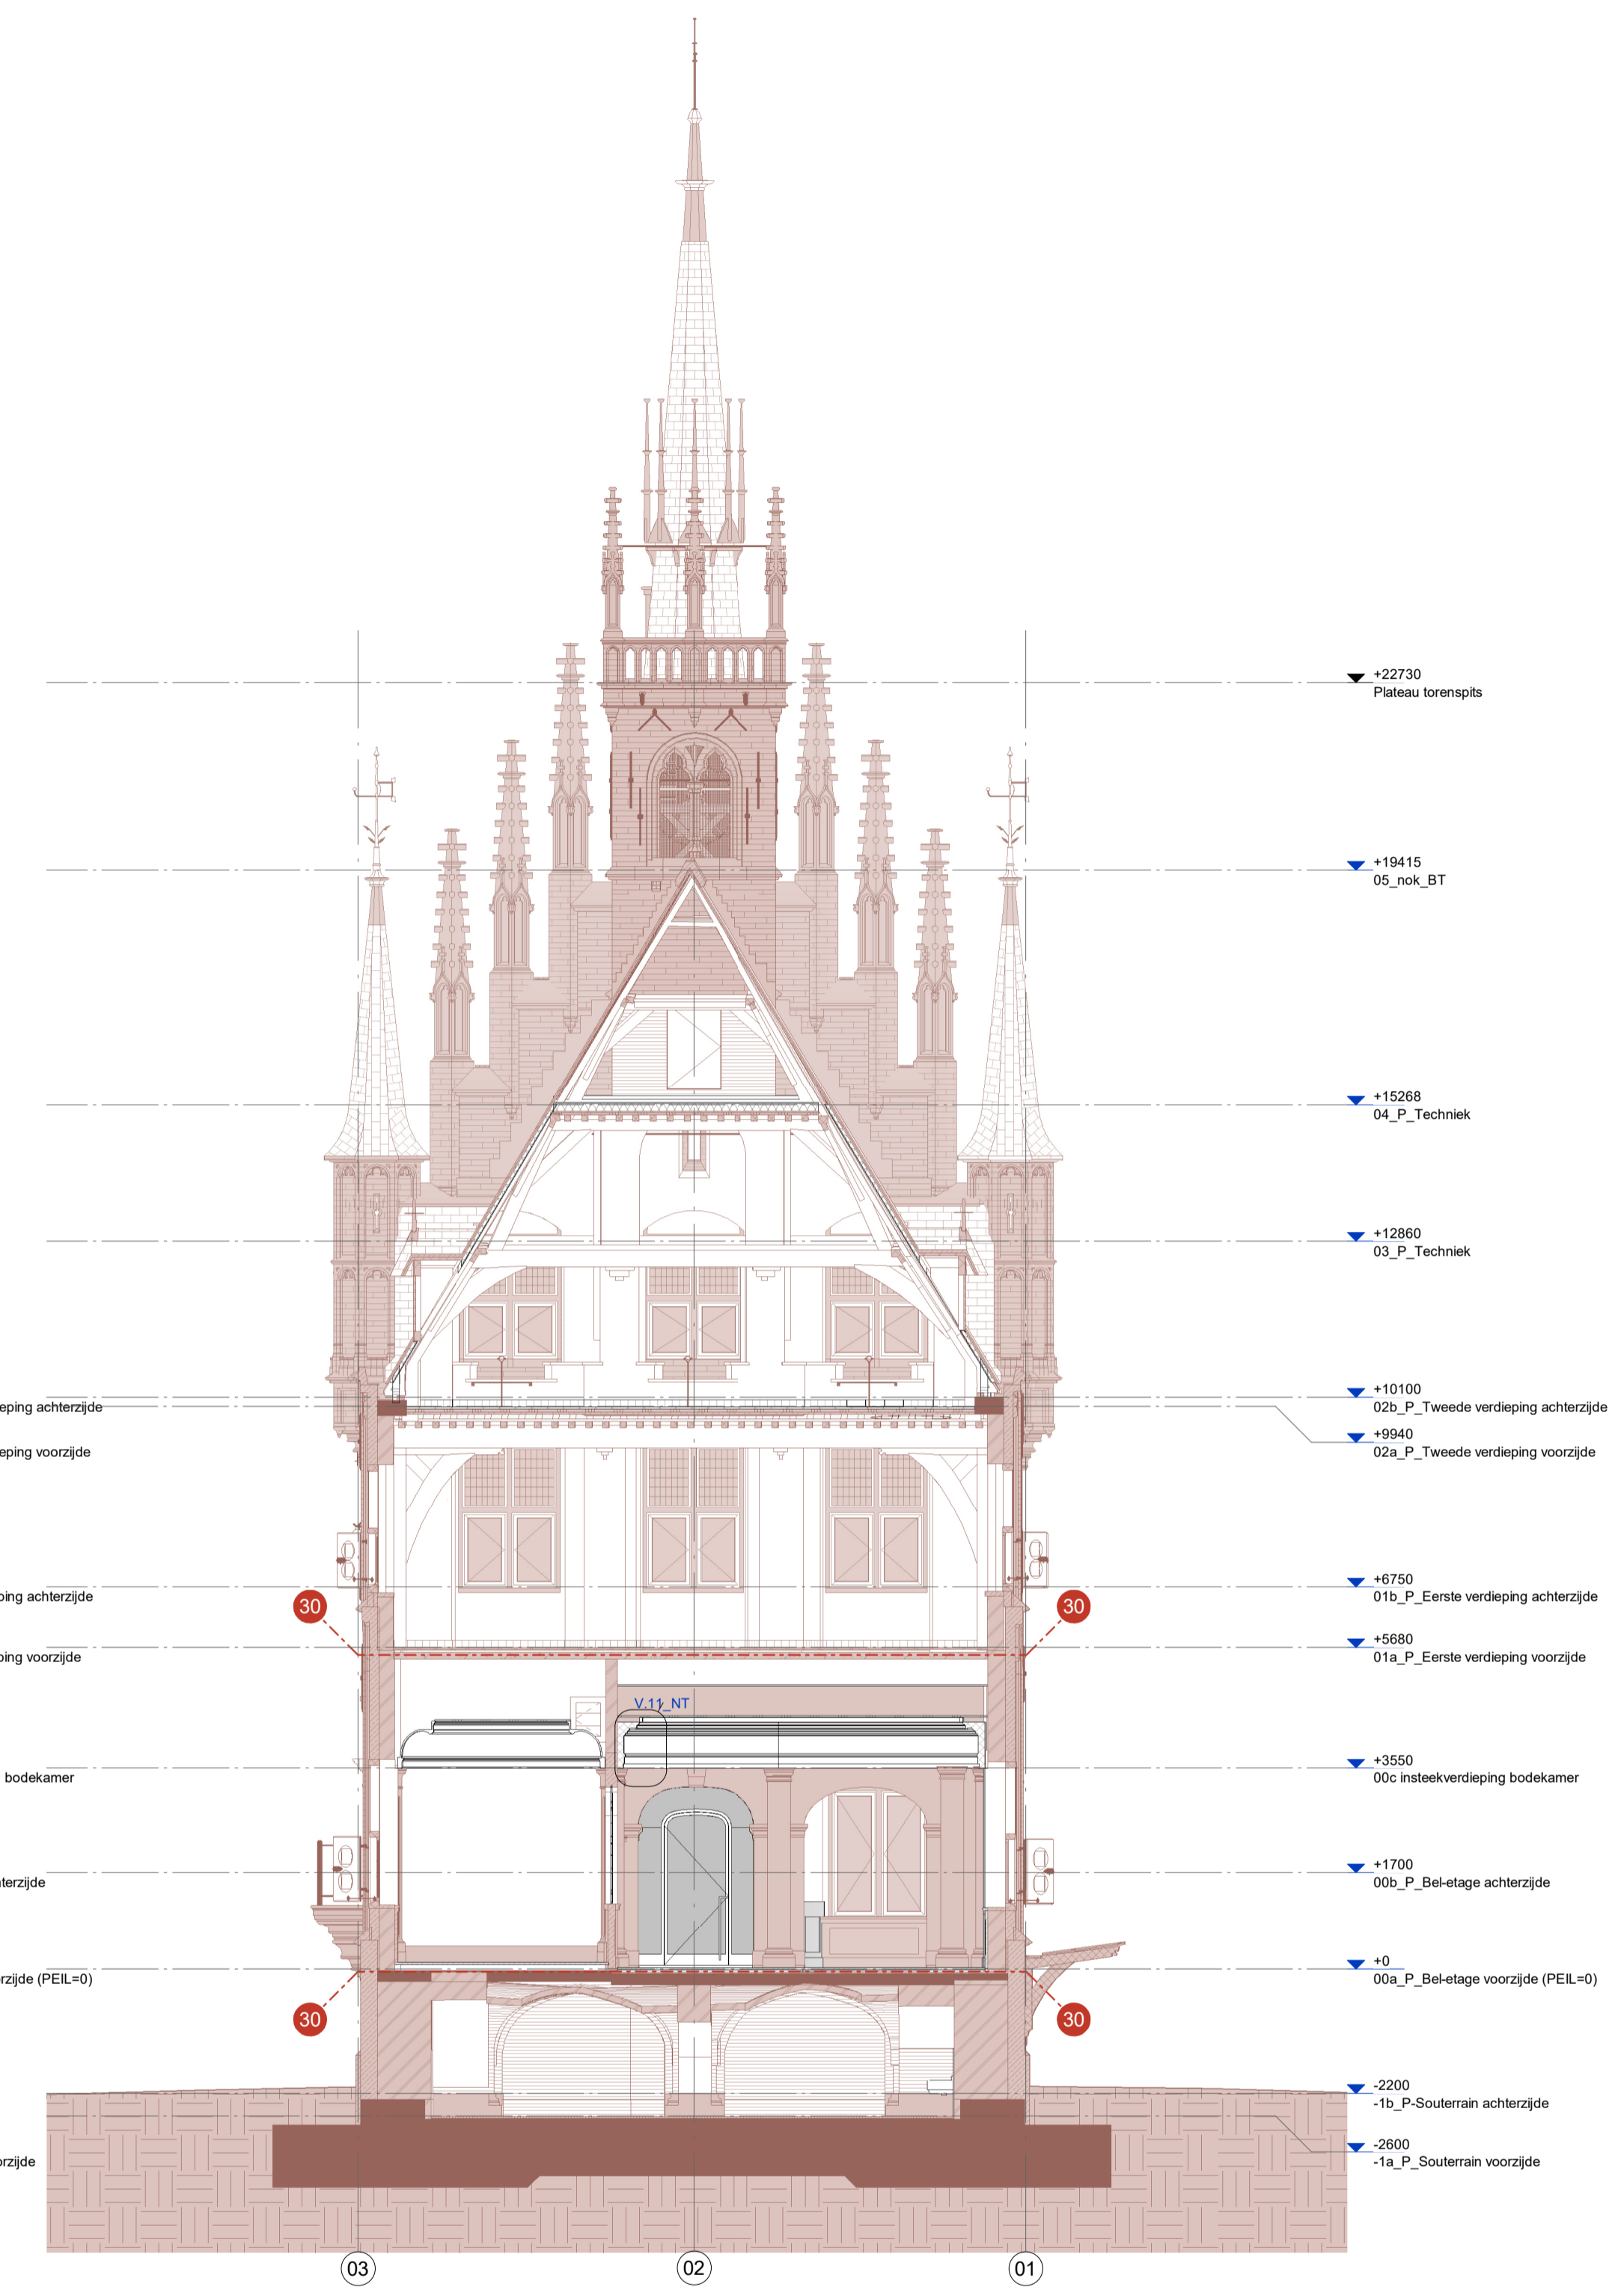 +22730
Plateau torenspits
+19415
05_nok_BT
+15268
04_P_Techniek
+12860
03_P_Techniek
+10100
eping achterzijde
02b_P_Tweede verdieping achterzijde
+9940
eping voorzijde
02a_P_Tweede verdieping voorzijde
+6750
ping achterzijde
01b_P_Eerste verdieping achterzijde
30
30
+5680
ping voorzijde
01a_P_Eerste verdieping voorzijde
V.11_NT
+3550
bodekamer
00c insteekverdieping bodekamer
+1700
hterzijde
00b_P_Bel-etage achterzijde
+0
orzijde (PEIL=0)
00a_P_Bel-etage voorzijde (PEIL=0)
30
30
-2200
-1b_P-Souterrain achterzijde
-2600
orzijde
-1a_P_Souterrain voorzijde
03
02
01